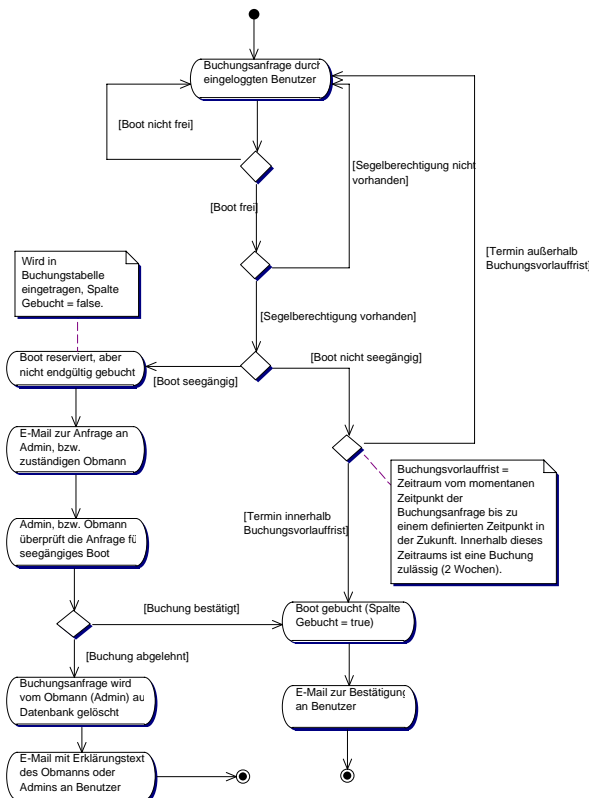 Buchungsanfrage durch
eingeloggten Benutzer
[Boot nicht frei]
[Segelberechtigung nicht
vorhanden]
[Boot frei]
[Termin außerhalb
Buchungsvorlauffrist]
Wird in
Buchungstabelle
eingetragen, Spalte
Gebucht = false.
[Segelberechtigung vorhanden]
Boot reserviert, aber
nicht endgültig gebucht
[Boot seegängig]
[Boot nicht seegängig]
E-Mail zur Anfrage an
Admin, bzw.
zuständigen Obmann
Buchungsvorlauffrist =
Zeitraum vom momentanen
Zeitpunkt der
Buchungsanfrage bis zu
einem definierten Zeitpunkt in
der Zukunft. Innerhalb dieses
Zeitraums ist eine Buchung
zulässig (2 Wochen).
[Termin innerhalb
Buchungsvorlauffrist]
Admin, bzw. Obmann
überprüft die Anfrage fü
seegängiges Boot
[Buchung bestätigt]
Boot gebucht (Spalte
Gebucht = true)
[Buchung abgelehnt]
Buchungsanfrage wird
vom Obmann (Admin) au
Datenbank gelöscht
E-Mail zur Bestätigung
an Benutzer
E-Mail mit Erklärungstext
des Obmanns oder
Admins an Benutzer